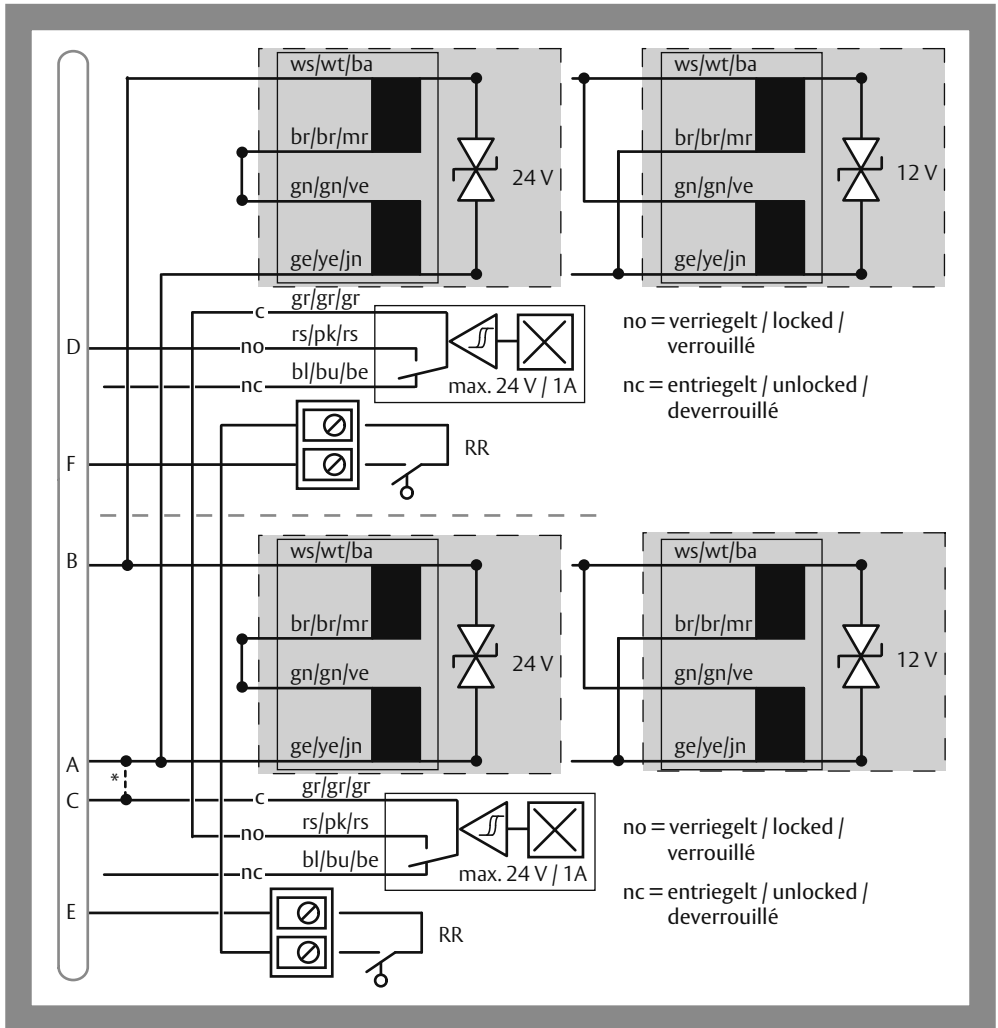 ws/wt/ba
ws/wt/ba
br/br/mr
br/br/mr
24 V
12 V
gn/gn/ve
gn/gn/ve
ge/ye/jn
ge/ye/jn
c
gr/gr/gr
D
no
rs/pk/rs
nc
bl/bu/be
max. 24 V / 1A
no = verriegelt / locked /
verrouillé
nc = entriegelt / unlocked /
deverrouillé
F
RR
B
ws/wt/ba
ws/wt/ba
br/br/mr
br/br/mr
24 V
12 V
gn/gn/ve
gn/gn/ve
A
ge/ye/jn
ge/ye/jn
*
C
c
gr/gr/gr
no
rs/pk/rs
nc
bl/bu/be
max. 24 V / 1A
no = verriegelt / locked /
verrouillé
nc = entriegelt / unlocked /
deverrouillé
E
RR